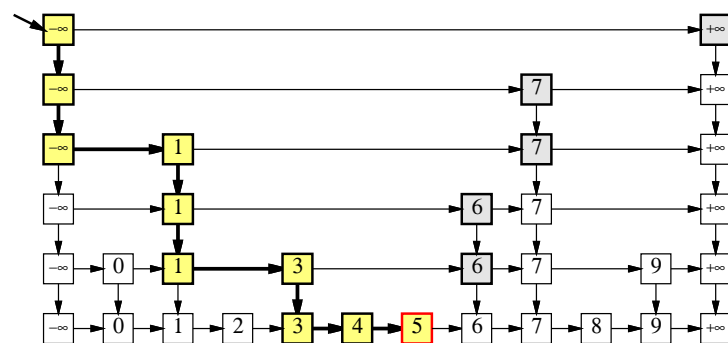 −∞ +∞
−∞ 7 +∞
−∞ 1 7 +∞
−∞ 1 6 7 +∞
−∞ 0 1 3 6 7 9 +∞
−∞ 0 1 2 3 4 5 6 7 8 9 +∞